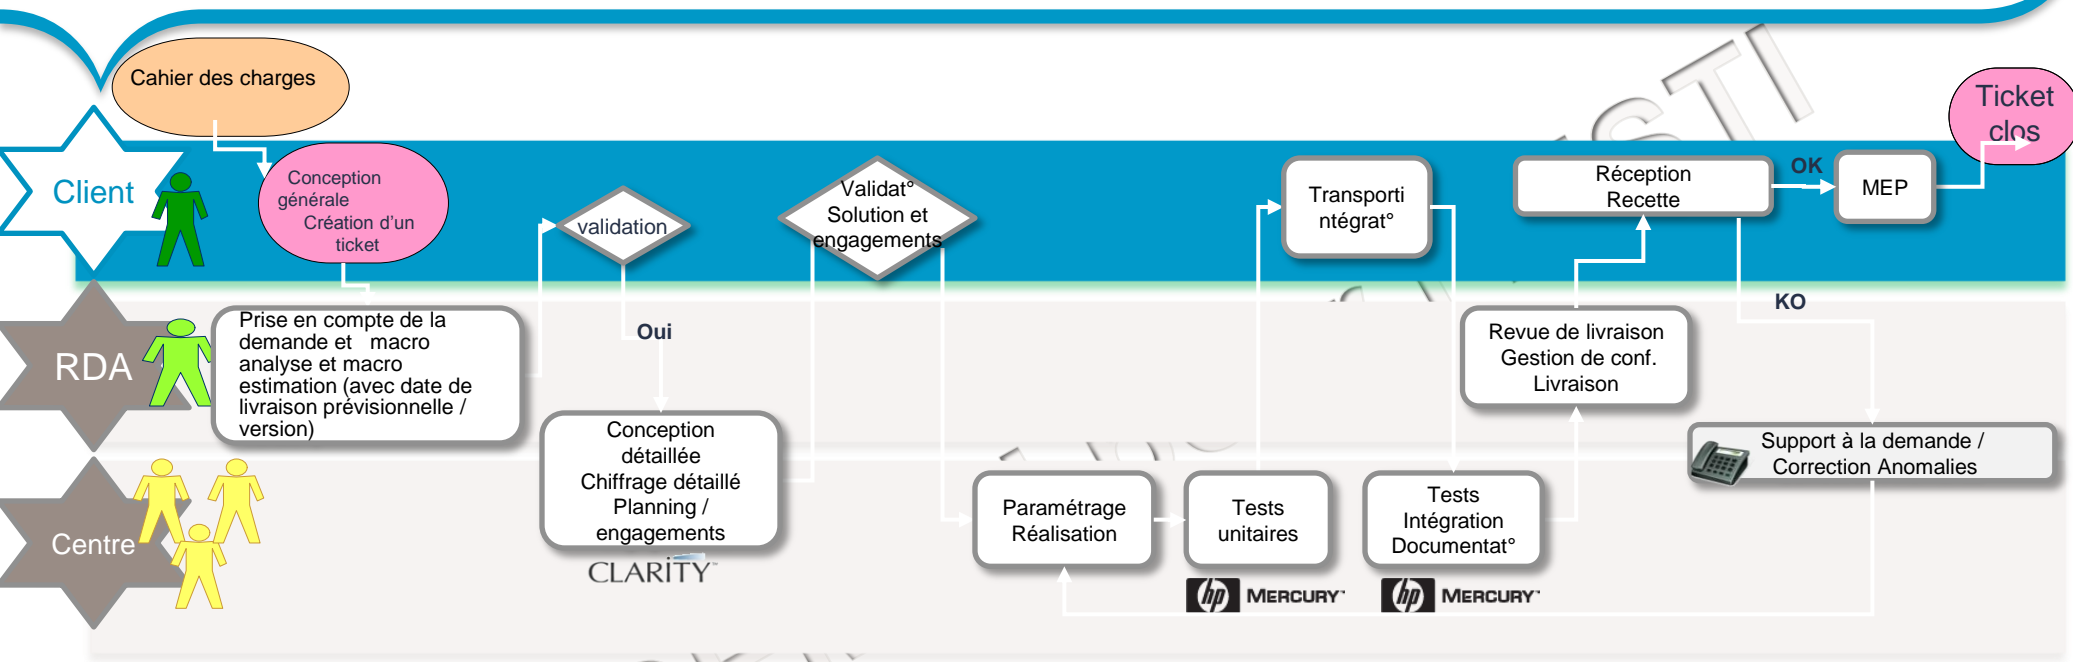 Cahier des charges
Ticket
clos
Client
Conception
générale
Création d'un
ticket
validation
Validat°
Solution et
engagements
Transporti
ntégrat°
Réception
Recette
OK
MEP
KO
RDA
Prise en compte de la
demande et macro
analyse et macro
estimation (avec date de
livraison prévisionnelle /
version)
Oui
Revue de livraison
Gestion de conf.
Livraison
Support à la demande /
Correction Anomalies
Centre
Conception
détaillée
Chiffrage détaillé
Planning /
engagements
CLARITY
Paramétrage
Réalisation
Tests
unitaires
Tests
Intégration
Documentat°
hp MERCURY
hp MERCURY